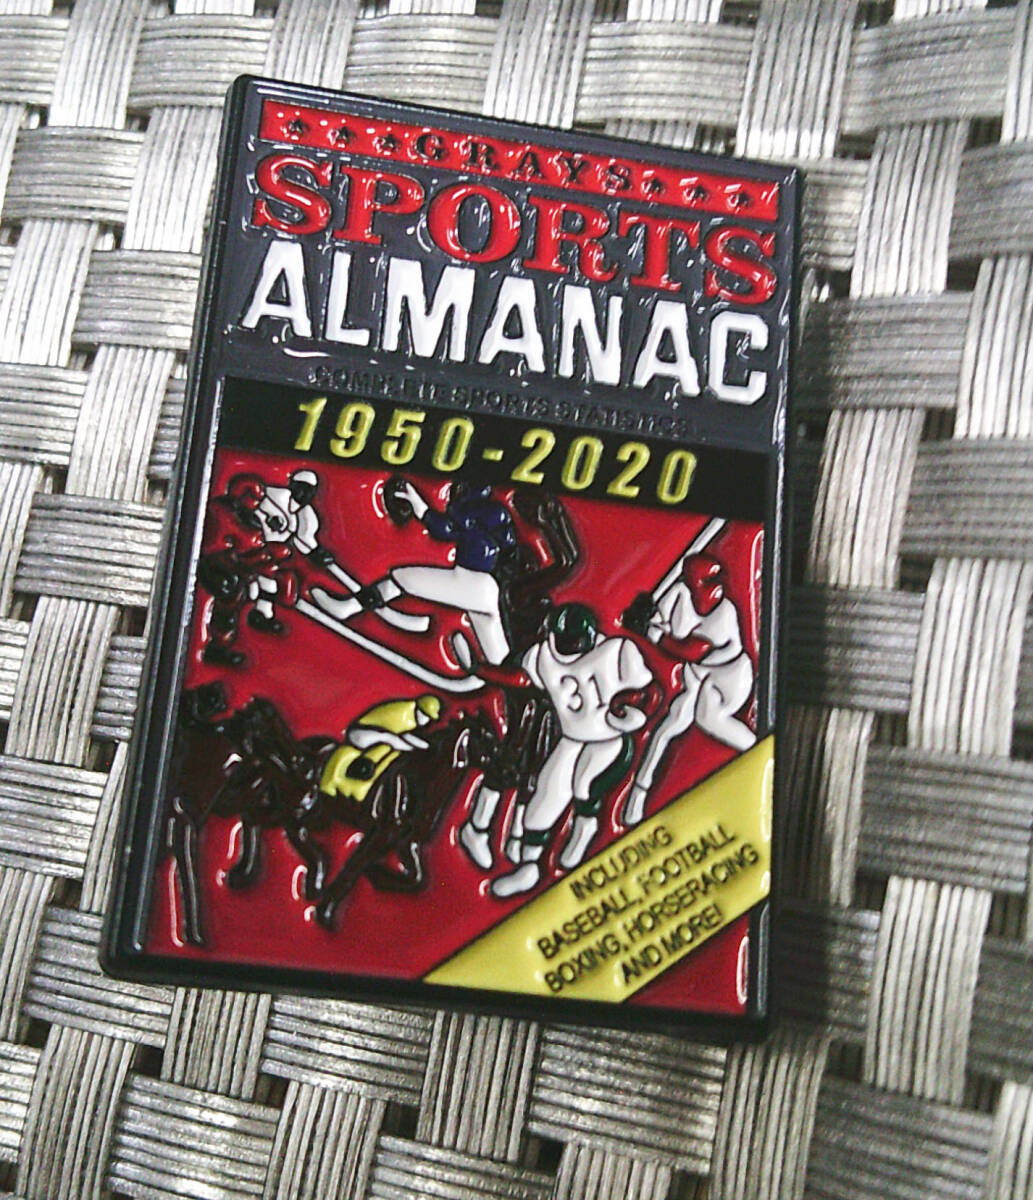 GRAYS
SPORTS
ALMANAC
COMPLETE SPORTS STATISTICS
1950-2020
31
INCLUDING
BASEBALL, FOOTBALL
BOXING, HORSERACING
AND MORE!